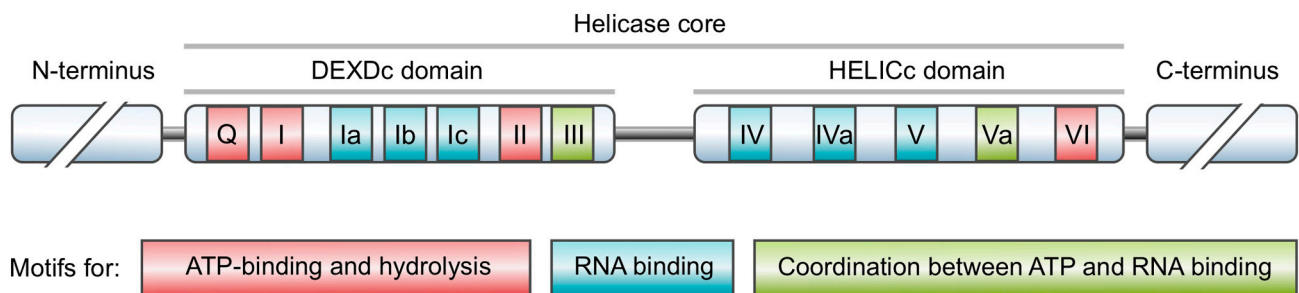 Helicase core
N-terminus DEXDc domain HELICc domain C-terminus
Q I Ia Ib Ic II III IV IVa V Va VI
Motifs for: ATP-binding and hydrolysis RNA binding Coordination between ATP and RNA binding